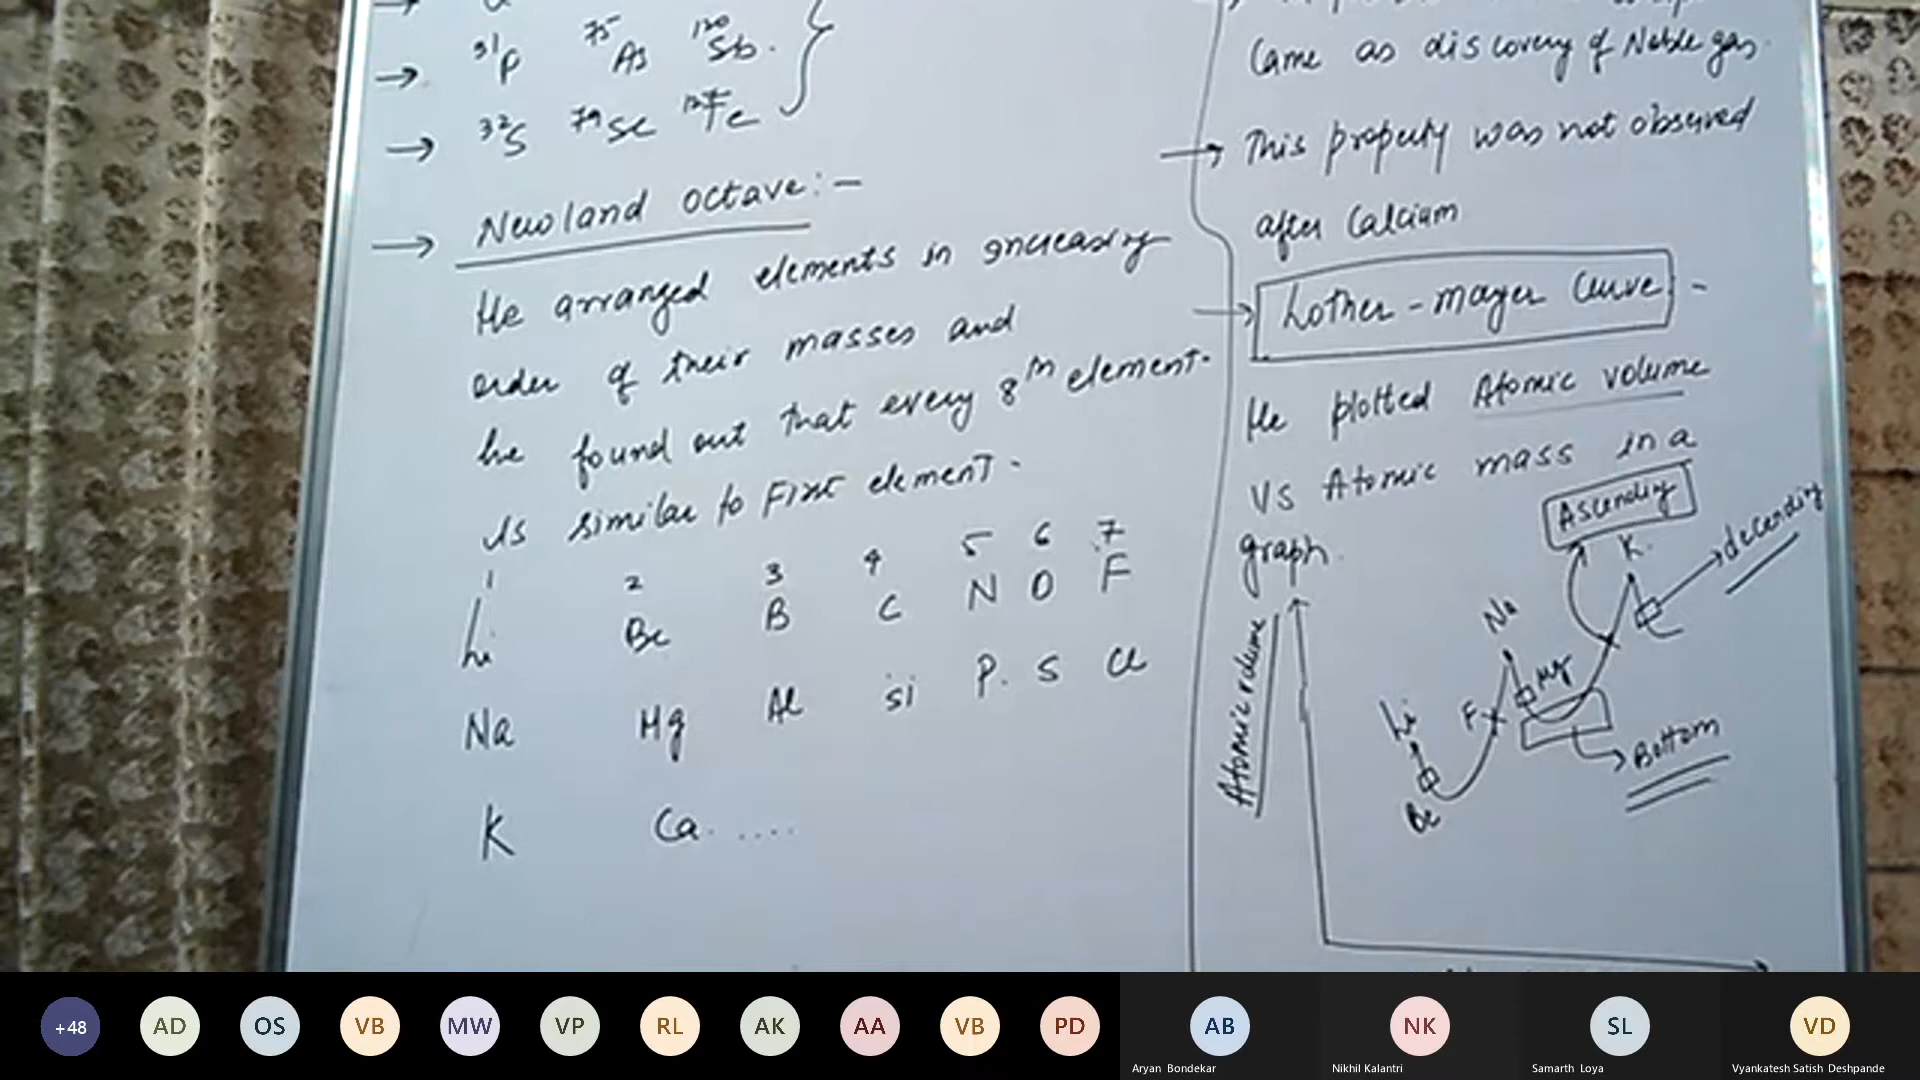 31P 75As 120Sb.
32S 79Se 127Te
Newland octave:-
He arranged elements in increasing
order of their masses and
he found out that every 8th element.
is similar to First element.
1 2 3 4 5 6 7
Li Be B C N O F
Na Mg Al Si P. S Cl
K Ca.....
Came as discovery of Noble gas.
This property was not observed
after Calcium
Lother-mayer Curve -
He plotted Atomic volume
VS Atomic mass in a
graph.
Ascending
K.
decending
Na
Mg
Li
F
Bottom
Be
Atomic volume
+48 AD OS VB MW VP RL AK AA VB PD AB NK SL VD
Aryan Bondekar
Nikhil Kalantri
Samarth Loya
Vyankatesh Satish Deshpande